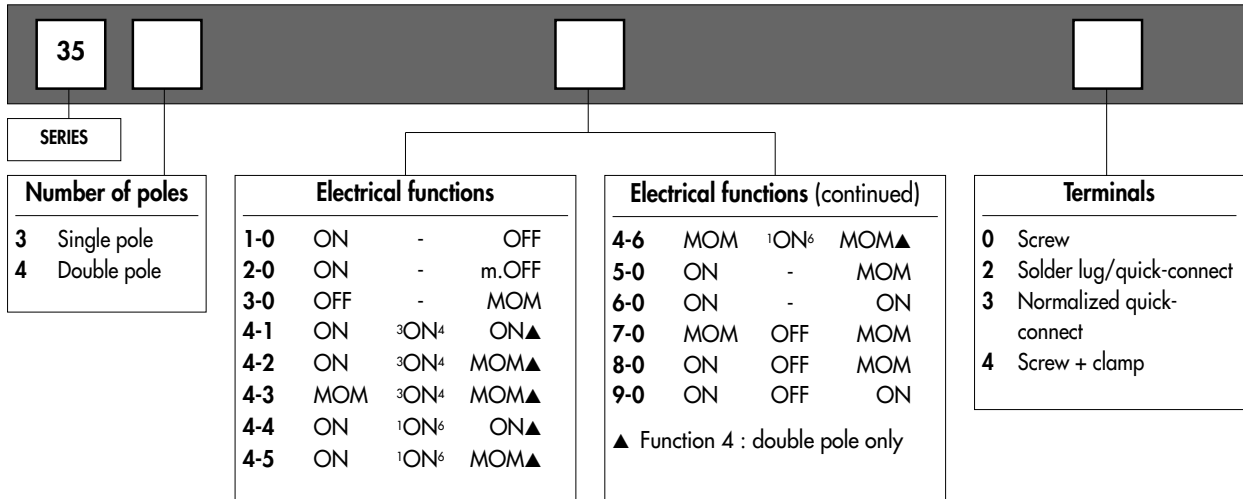 35
SERIES
Number of poles
3 Single pole
4 Double pole
Electrical functions
1-0 ON - OFF
2-0 ON - m.OFF
3-0 OFF - MOM
4-1 ON ³ON⁴ ON▲
4-2 ON ³ON⁴ MOM▲
4-3 MOM ³ON⁴ MOM▲
4-4 ON ¹ON⁶ ON▲
4-5 ON ¹ON⁶ MOM▲
Electrical functions (continued)
4-6 MOM ¹ON⁶ MOM▲
5-0 ON - MOM
6-0 ON - ON
7-0 MOM OFF MOM
8-0 ON OFF MOM
9-0 ON OFF ON
▲ Function 4 : double pole only
Terminals
0 Screw
2 Solder lug/quick-connect
3 Normalized quick-
connect
4 Screw + clamp